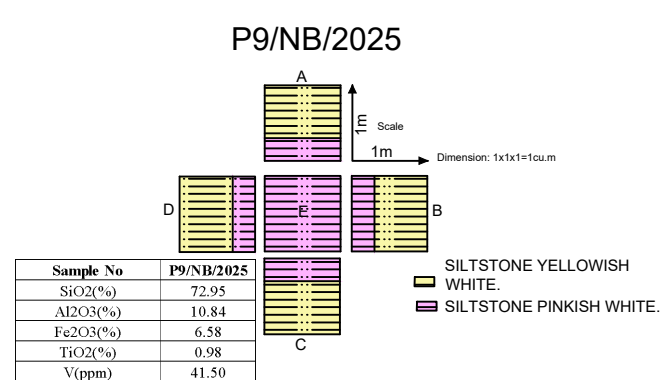 P9/NB/2025
A
1m
Scale
1m
Dimension: 1x1x1=1cu.m
D
E
B
C
SILTSTONE YELLOWISH
WHITE.
SILTSTONE PINKISH WHITE.
Sample No P9/NB/2025
SiO2(%) 72.95
Al2O3(%) 10.84
Fe2O3(%) 6.58
TiO2(%) 0.98
V(ppm) 41.50